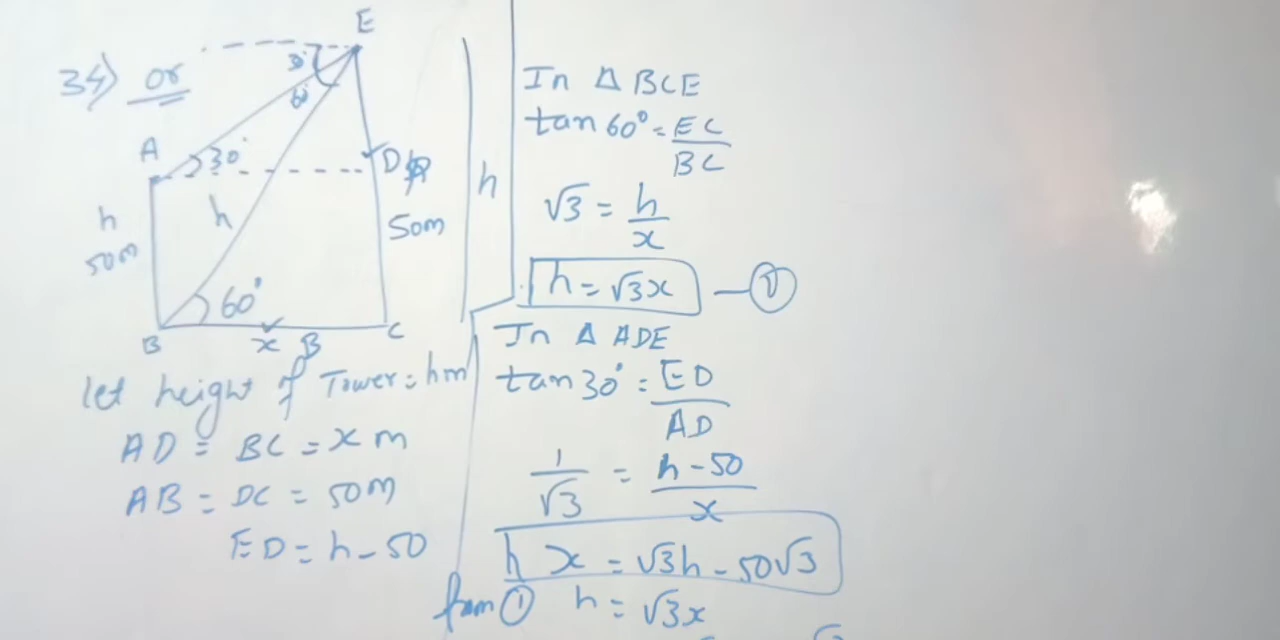 34) or
E
30°
60°
A
30°
D
h
50m
h
50m
h
60°
B
x
B
C
let height of Tower = hm
AD = BC = x m
AB = DC = 50m
ED = h - 50
In Δ BCE
tan 60° = EC/BC
√3 = h/x
h = √3x —①
In Δ ADE
tan 30° = ED/AD
1/√3 = h - 50/x
h x = √3h - 50√3
from ① h = √3x